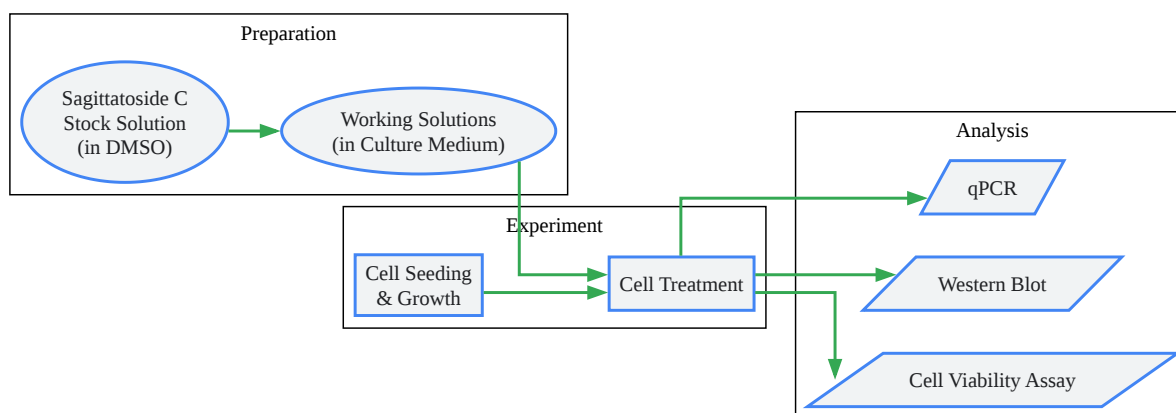 Preparation
Sagittatoside C
Stock Solution
(in DMSO)
Working Solutions
(in Culture Medium)
Experiment
Cell Seeding
& Growth
Cell Treatment
Analysis
qPCR
Western Blot
Cell Viability Assay